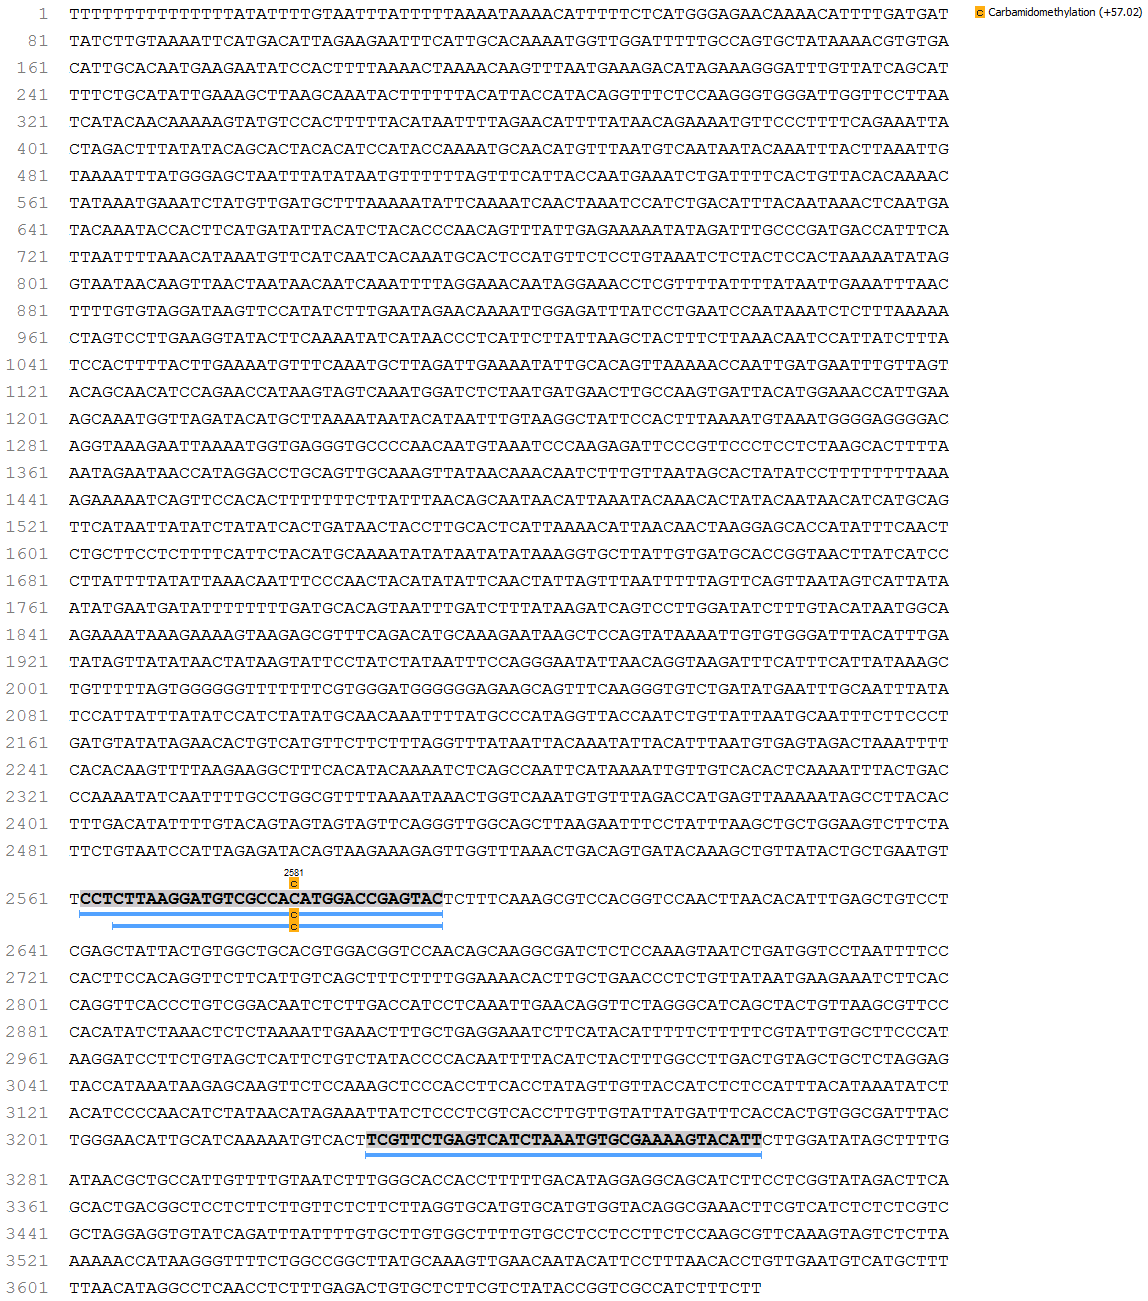 1 TTTTTTTTTTTTTTTATATTTTGTAATTTATTTTTAAAATAAAACATTTTTCTCATGGGAGAACAAAACATTTTGATGAT
C Carbamidomethylation (+57.02)
81 TATCTTGTAAAATTCATGACATTAGAAGAATTTCATTGCACAAAATGGTTGGATTTTTGCCAGTGCTATAAAACGTGTGA
161 CATTGCACAATGAAGAATATCCACTTTTAAAACTAAAACAAGTTTAATGAAAGACATAGAAAGGGATTTGTTATCAGCAT
241 TTTCTGCATATTGAAAGCTTAAGCAAATACTTTTTTACATTACCATACAGGTTTCTCCAAGGGTGGGATTGGTTCCTTAA
321 TCATACAACAAAAAGTATGTCCACTTTTTACATAATTTTAGAACATTTTATAACAGAAAATGTTCCCTTTTCAGAAATTA
401 CTAGACTTTATATACAGCACTACACATCCATACCAAAATGCAACATGTTTAATGTCAATAATACAAATTTACTTAAATTG
481 TAAAATTTATGGGAGCTAATTTATATAATGTTTTTTAGTTTCATTACCAATGAAATCTGATTTTCACTGTTACACAAAAC
561 TATAAATGAAATCTATGTTGATGCTTTAAAAATATTCAAAATCAACTAAATCCATCTGACATTTACAATAAACTCAATGA
641 TACAAATACCACTTCATGATATTACATCTACACCCAACAGTTTATTGAGAAAAATATAGATTTGCCCGATGACCATTTCA
721 TTAATTTTAAACATAAATGTTCATCAATCACAAATGCACTCCATGTTCTCCTGTAAATCTCTACTCCACTAAAAATATAG
801 GTAATAACAAGTTAACTAATAACAATCAAATTTTAGGAAACAATAGGAAACCTCGTTTTATTTTATAATTGAAATTTAAC
881 TTTTGTGTAGGATAAGTTCCATATCTTTGAATAGAACAAAATTGGAGATTTATCCTGAATCCAATAAATCTCTTTAAAAA
961 CTAGTCCTTGAAGGTATACTTCAAAATATCATAACCCTCATTCTTATTAAGCTACTTTCTTAAACAATCCATTATCTTTA
1041 TCCACTTTTACTTGAAAATGTTTCAAATGCTTAGATTGAAAATATTGCACAGTTAAAAACCAATTGATGAATTTGTTAGT
1121 ACAGCAACATCCAGAACCATAAGTAGTCAAATGGATCTCTAATGATGAACTTGCCAAGTGATTACATGGAAACCATTGAA
1201 AGCAAATGGTTAGATACATGCTTAAAATAATACATAATTTGTAAGGCTATTCCACTTTAAAATGTAAATGGGGAGGGGAC
1281 AGGTAAAGAATTAAAATGGTGAGGGTGCCCCAACAATGTAAATCCCAAGAGATTCCCGTTCCCTCCTCTAAGCACTTTTA
1361 AATAGAATAACCATAGGACCTGCAGTTGCAAAGTTATAACAAACAATCTTTGTTAATAGCACTATATCCTTTTTTTTAAA
1441 AGAAAAATCAGTTCCACACTTTTTTTCTTATTTAACAGCAATAACATTAAATACAAACACTATACAATAACATCATGCAG
1521 TTCATAATTATATCTATATCACTGATAACTACCTTGCACTCATTAAAACATTAACAACTAAGGAGCACCATATTTCAACT
1601 CTGCTTCCTCTTTTCATTCTACATGCAAAATATATAATATATAAAGGTGCTTATTGTGATGCACCGGTAACTTATCATCC
1681 CTTATTTTATATTAAACAATTTCCCAACTACATATATTCAACTATTAGTTTAATTTTTAGTTCAGTTAATAGTCATTATA
1761 ATATGAATGATATTTTTTTTGATGCACAGTAATTTGATCTTTATAAGATCAGTCCTTGGATATCTTTGTACATAATGGCA
1841 AGAAAATAAAGAAAAGTAAGAGCGTTTCAGACATGCAAAGAATAAGCTCCAGTATAAAATTGTGTGGGATTTACATTTGA
1921 TATAGTTATATAACTATAAGTATTCCTATCTATAATTTCCAGGGAATATTAACAGGTAAGATTTCATTTCATTATAAAGC
2001 TGTTTTTAGTGGGGGGTTTTTTTCGTGGGATGGGGGGAGAAGCAGTTTCAAGGGTGTCTGATATGAATTTGCAATTTATA
2081 TCCATTATTTATATCCATCTATATGCAACAAATTTTATGCCCATAGGTTACCAATCTGTTATTAATGCAATTTCTTCCCT
2161 GATGTATATAGAACACTGTCATGTTCTTCTTTAGGTTTATAATTACAAATATTACATTTAATGTGAGTAGACTAAATTTT
2241 CACACAAGTTTTAAGAAGGCTTTCACATACAAAATCTCAGCCAATTCATAAAATTGTTGTCACACTCAAAATTTACTGAC
2321 CCAAAATATCAATTTTGCCTGGCGTTTTAAAATAAACTGGTCAAATGTGTTTAGACCATGAGTTAAAAATAGCCTTACAC
2401 TTTGACATATTTTGTACAGTAGTAGTAGTTCAGGGTTGGCAGCTTAAGAATTTCCTATTTAAGCTGCTGGAAGTCTTCTA
2481 TTCTGTAATCCATTAGAGATACAGTAAGAAAGAGTTGGTTTAAACTGACAGTGATACAAAGCTGTTATACTGCTGAATGT
2581
C
2561 TCCTCTTAAGGATGTCGCCACATGGACCGAGTACTCTTTCAAAGCGTCCACGGTCCAACTTAACACATTTGAGCTGTCCT
C
C
2641 CGAGCTATTACTGTGGCTGCACGTGGACGGTCCAACAGCAAGGCGATCTCTCCAAAGTAATCTGATGGTCCTAATTTTCC
2721 CACTTCCACAGGTTCTTCATTGTCAGCTTTCTTTTGGAAAACACTTGCTGAACCCTCTGTTATAATGAAGAAATCTTCAC
2801 CAGGTTCACCCTGTCGGACAATCTCTTGACCATCCTCAAATTGAACAGGTTCTAGGGCATCAGCTACTGTTAAGCGTTCC
2881 CACATATCTAAACTCTCTAAAATTGAAACTTTGCTGAGGAAATCTTCATACATTTTTCTTTTTCGTATTGTGCTTCCCAT
2961 AAGGATCCTTCTGTAGCTCATTCTGTCTATACCCCACAATTTTACATCTACTTTGGCCTTGACTGTAGCTGCTCTAGGAG
3041 TACCATAAATAAGAGCAAGTTCTCCAAAGCTCCCACCTTCACCTATAGTTGTTACCATCTCTCCATTTACATAAATATCT
3121 ACATCCCCAACATCTATAACATAGAAATTATCTCCCTCGTCACCTTGTTGTATTATGATTTCACCACTGTGGCGATTTAC
3201 TGGGAACATTGCATCAAAAATGTCACTTCGTTCTGAGTCATCTAAATGTGCGAAAAGTACATTCTTGGATATAGCTTTTG
3281 ATAACGCTGCCATTGTTTTGTAATCTTTGGGCACCACCTTTTTGACATAGGAGGCAGCATCTTCCTCGGTATAGACTTCA
3361 GCACTGACGGCTCCTCTTCTTGTTCTCTTCTTAGGTGCATGTGCATGTGGTACAGGCGAAACTTCGTCATCTCTCTCGTC
3441 GCTAGGAGGTGTATCAGATTTATTTTGTGCTTGTGGCTTTTGTGCCTCCTCCTTCTCCAAGCGTTCAAAGTAGTCTCTTA
3521 AAAAACCATAAGGGTTTTCTGGCCGGCTTATGCAAAGTTGAACAATACATTCCTTTAACACCTGTTGAATGTCATGCTTT
3601 TTAACATAGGCCTCAACCTCTTTGAGACTGTGCTCTTCGTCTATACCGGTCGCCATCTTTCTT